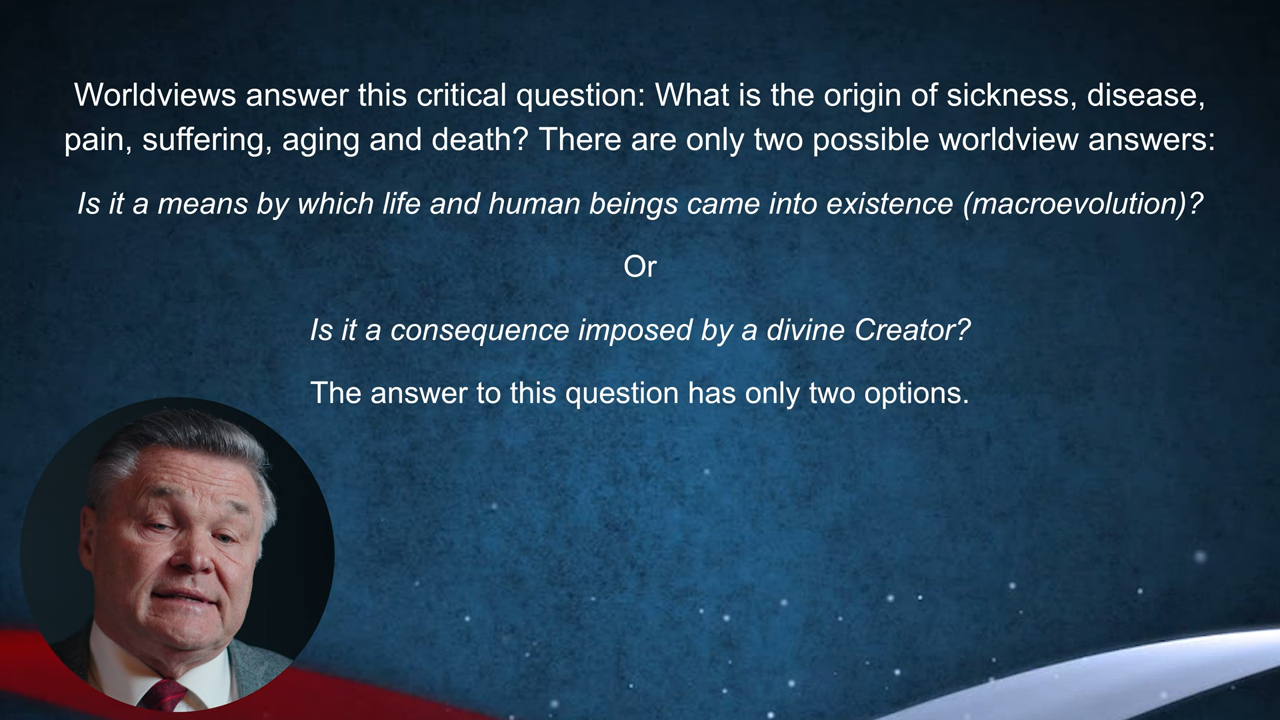 Worldviews answer this critical question: What is the origin of sickness, disease,
pain, suffering, aging and death? There are only two possible worldview answers:
Is it a means by which life and human beings came into existence (macroevolution)?
Or
Is it a consequence imposed by a divine Creator?
The answer to this question has only two options.